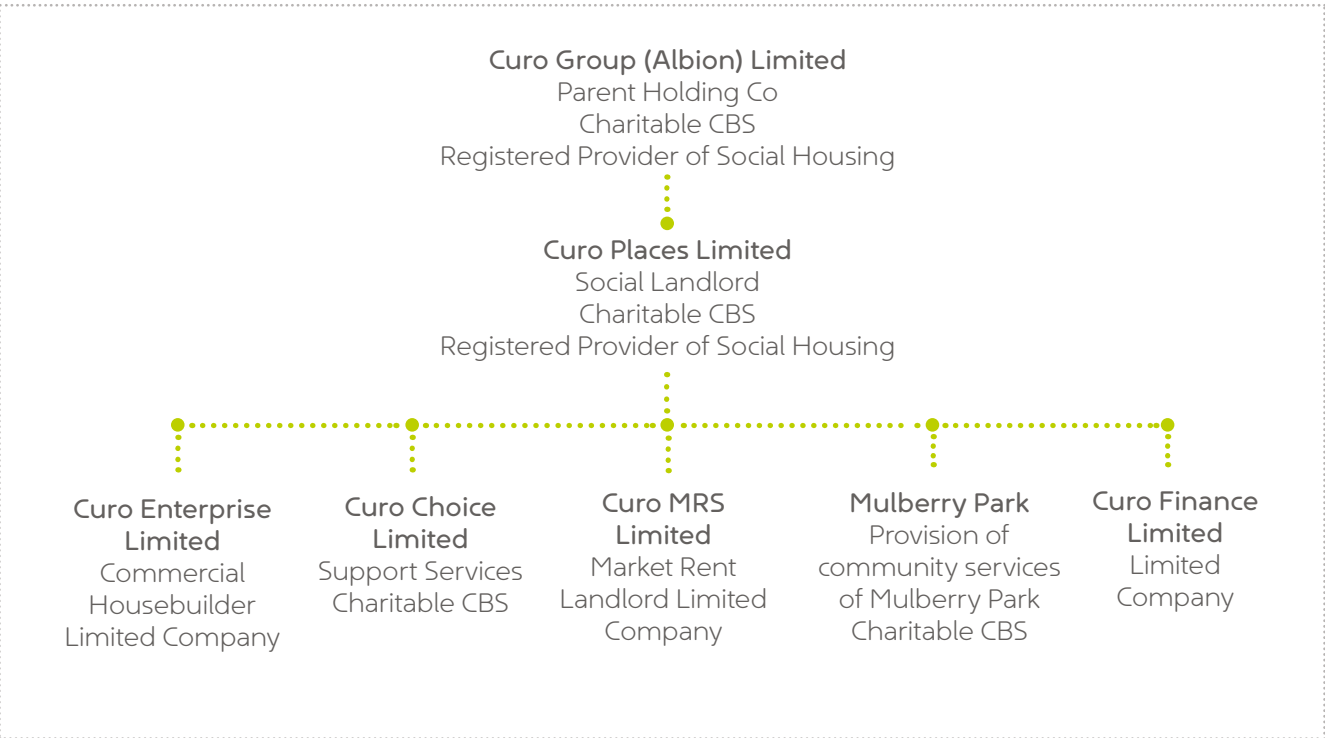 Curo Group (Albion) Limited
Parent Holding Co
Charitable CBS
Registered Provider of Social Housing
Curo Places Limited
Social Landlord
Charitable CBS
Registered Provider of Social Housing
Curo Enterprise
Limited
Commercial
Housebuilder
Limited Company
Curo Choice
Limited
Support Services
Charitable CBS
Curo MRS
Limited
Market Rent
Landlord Limited
Company
Mulberry Park
Provision of
community services
of Mulberry Park
Charitable CBS
Curo Finance
Limited
Limited
Company